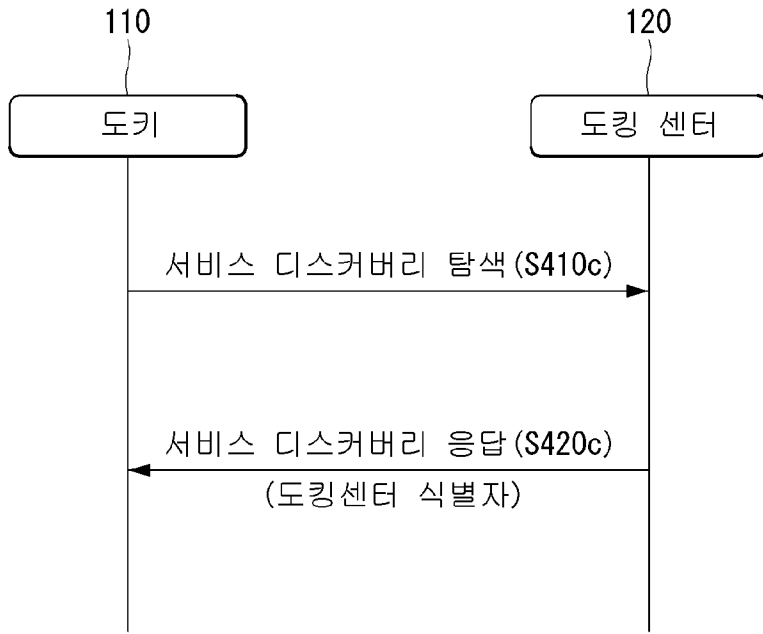 110
120
도키
도킹 센터
서비스 디스커버리 탐색(S410c)
서비스 디스커버리 응답(S420c)
(도킹센터 식별자)